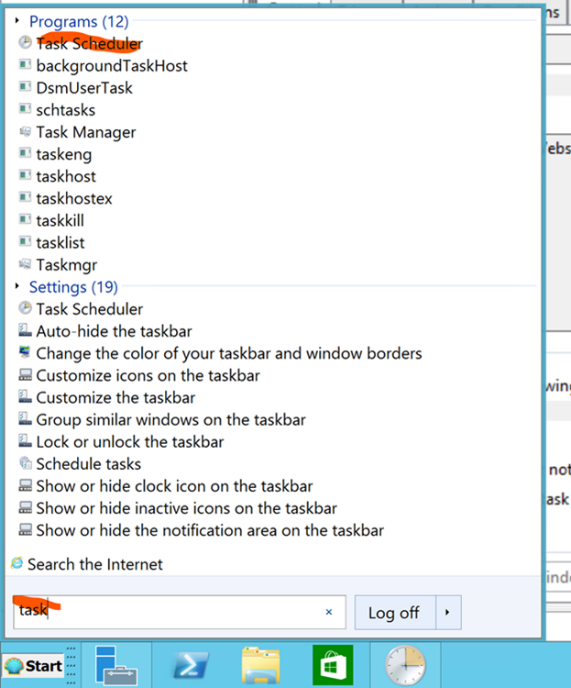 ns
Programs (12)
Task Scheduler
backgroundTaskHost
DsmUserTask
schtasks
Task Manager
taskeng
taskhost
taskhostex
taskkill
tasklist
Taskmgr
Settings (19)
Task Scheduler
Auto-hide the taskbar
Change the color of your taskbar and window borders
Customize icons on the taskbar
Customize the taskbar
Group similar windows on the taskbar
Lock or unlock the taskbar
Schedule tasks
Show or hide clock icon on the taskbar
Show or hide inactive icons on the taskbar
Show or hide the notification area on the taskbar
Search the Internet
task
Log off
not
ask
Start